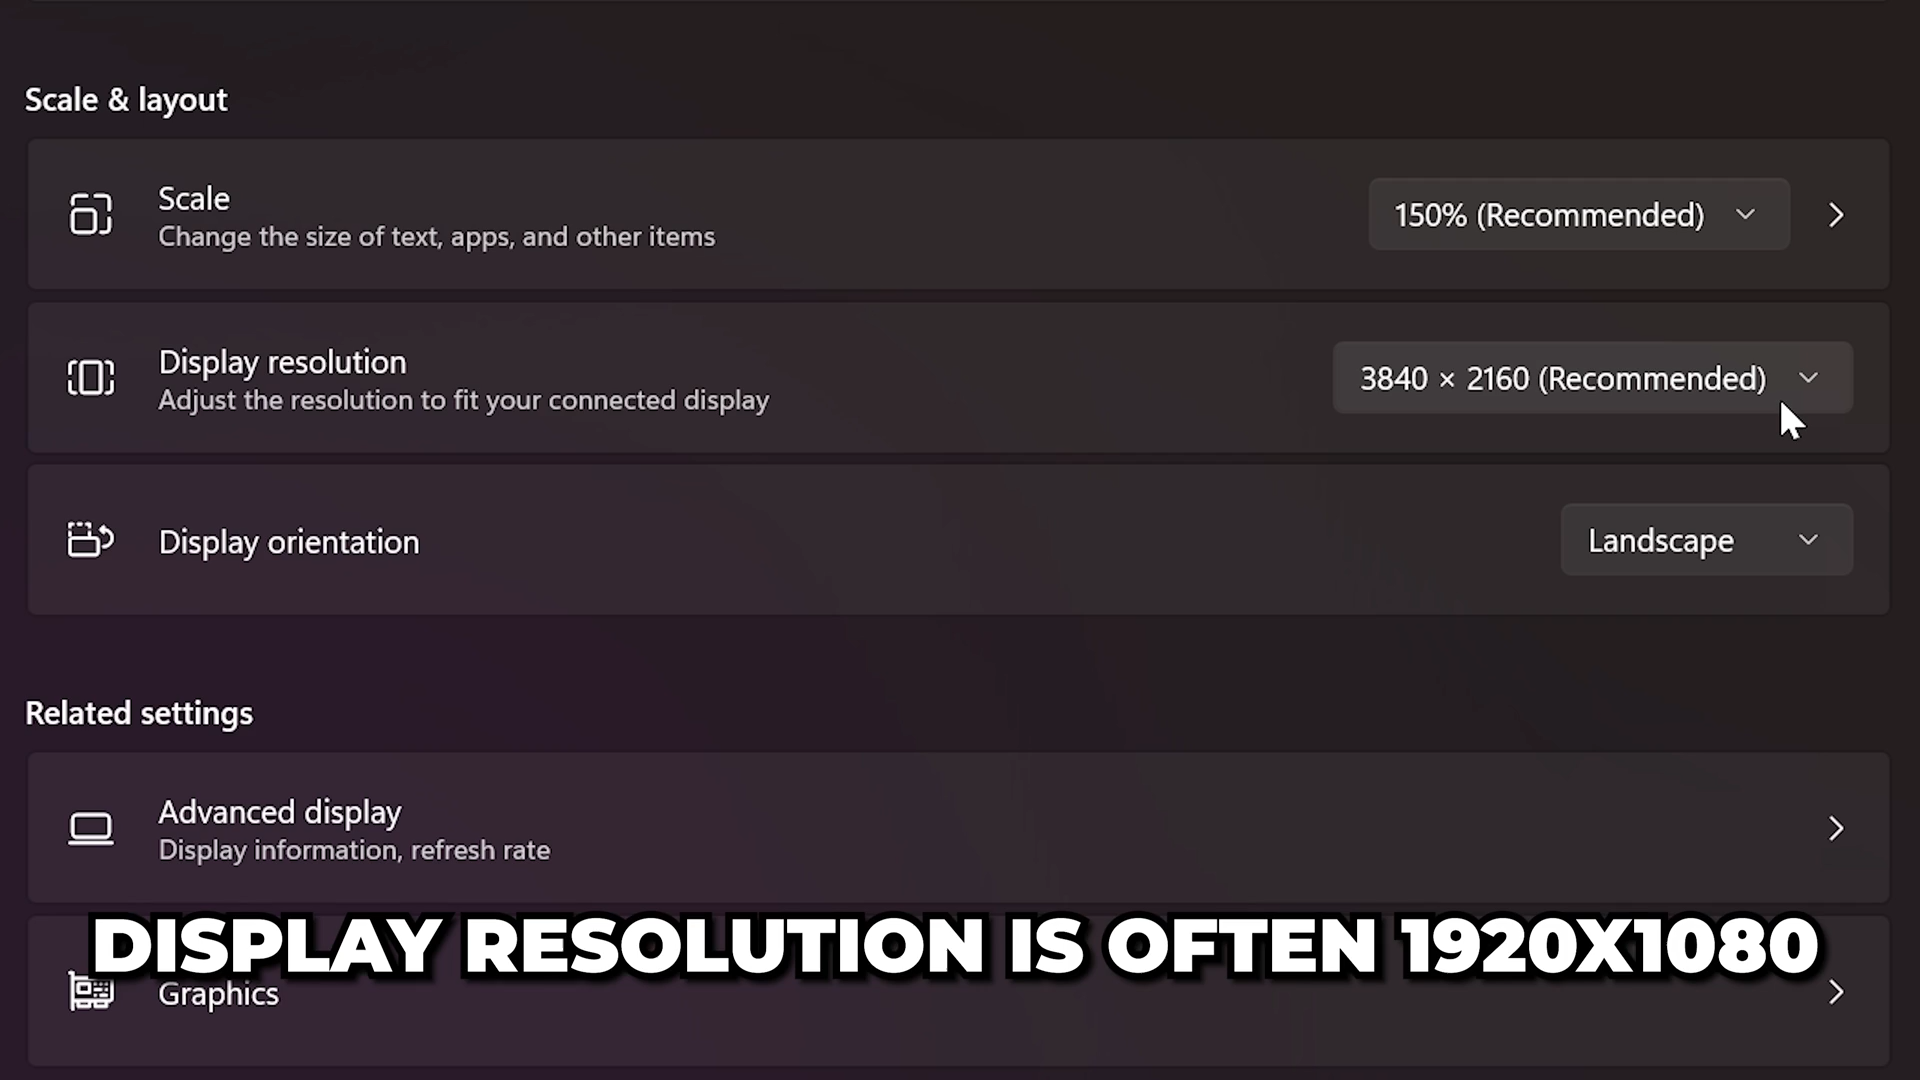 Scale & layout
Scale
Change the size of text, apps, and other items
150% (Recommended)
Display resolution
Adjust the resolution to fit your connected display
3840 × 2160 (Recommended)
Display orientation
Landscape
Related settings
Advanced display
Display information, refresh rate
DISPLAY RESOLUTION IS OFTEN 1920X1080
Graphics